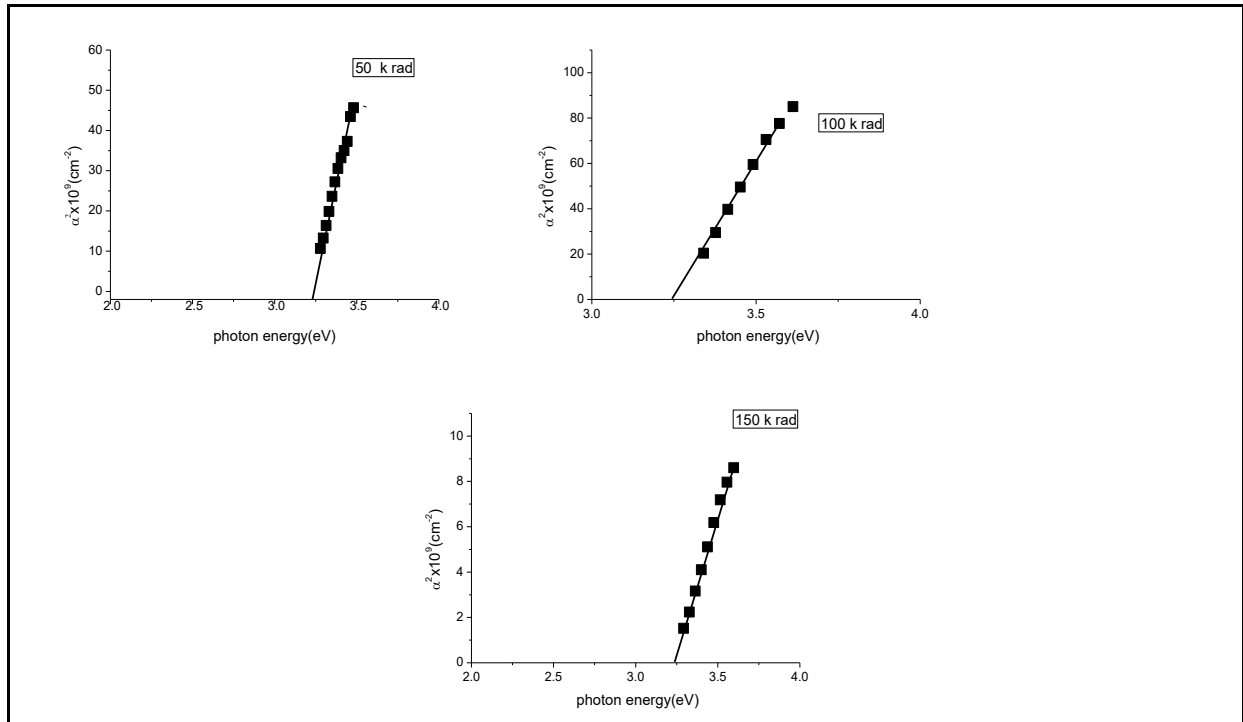 50 k rad
60
50
40
30
20
10
0
α²x10⁹(cm⁻²)
2.0 2.5 3.0 3.5 4.0
photon energy(eV)
100 k rad
100
80
60
40
20
0
α²x10⁹(cm⁻²)
3.0 3.5 4.0
photon energy(eV)
150 k rad
10
8
6
4
2
0
α²x10⁹(cm⁻²)
2.0 2.5 3.0 3.5 4.0
photon energy(eV)